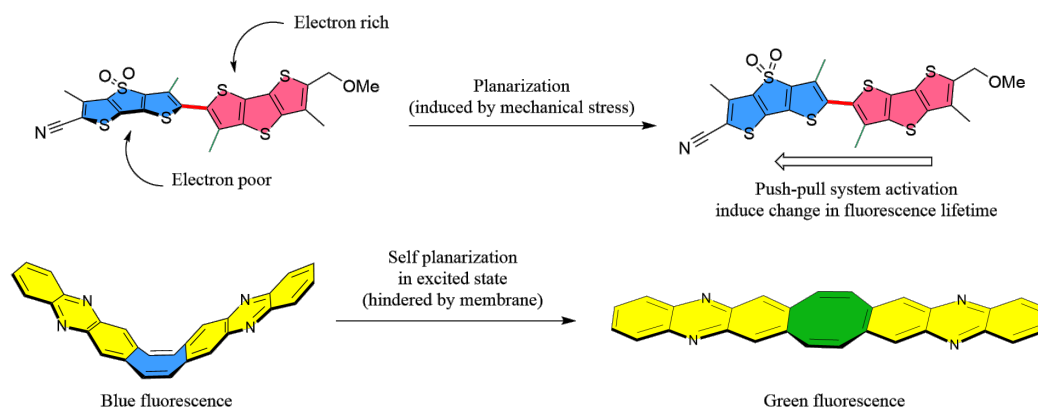 Electron rich
O
O
S
S
S
OMe
N
S
S
S
Electron poor
Planarization
(induced by mechanical stress)
O
O
S
S
S
OMe
N
S
S
S
Push-pull system activation
induce change in fluorescence lifetime
N
N
N
N
Blue fluorescence
Self planarization
in excited state
(hindered by membrane)
N
N
N
N
Green fluorescence